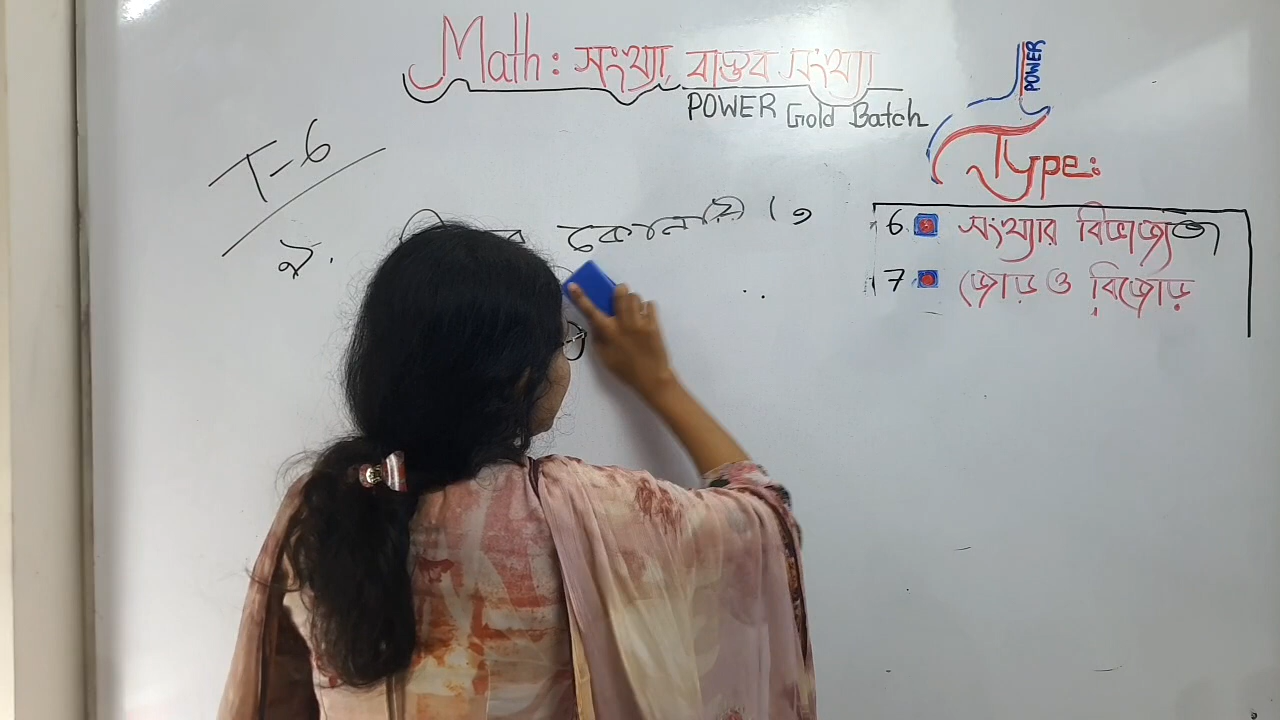 Math: সংখ্যা, বাস্তব সংখ্যা
POWER Gold Batch
POWER
Type:
T-6
6 সংখ্যার বিভাজ্যতা
7 জোড় ও বিজোড়